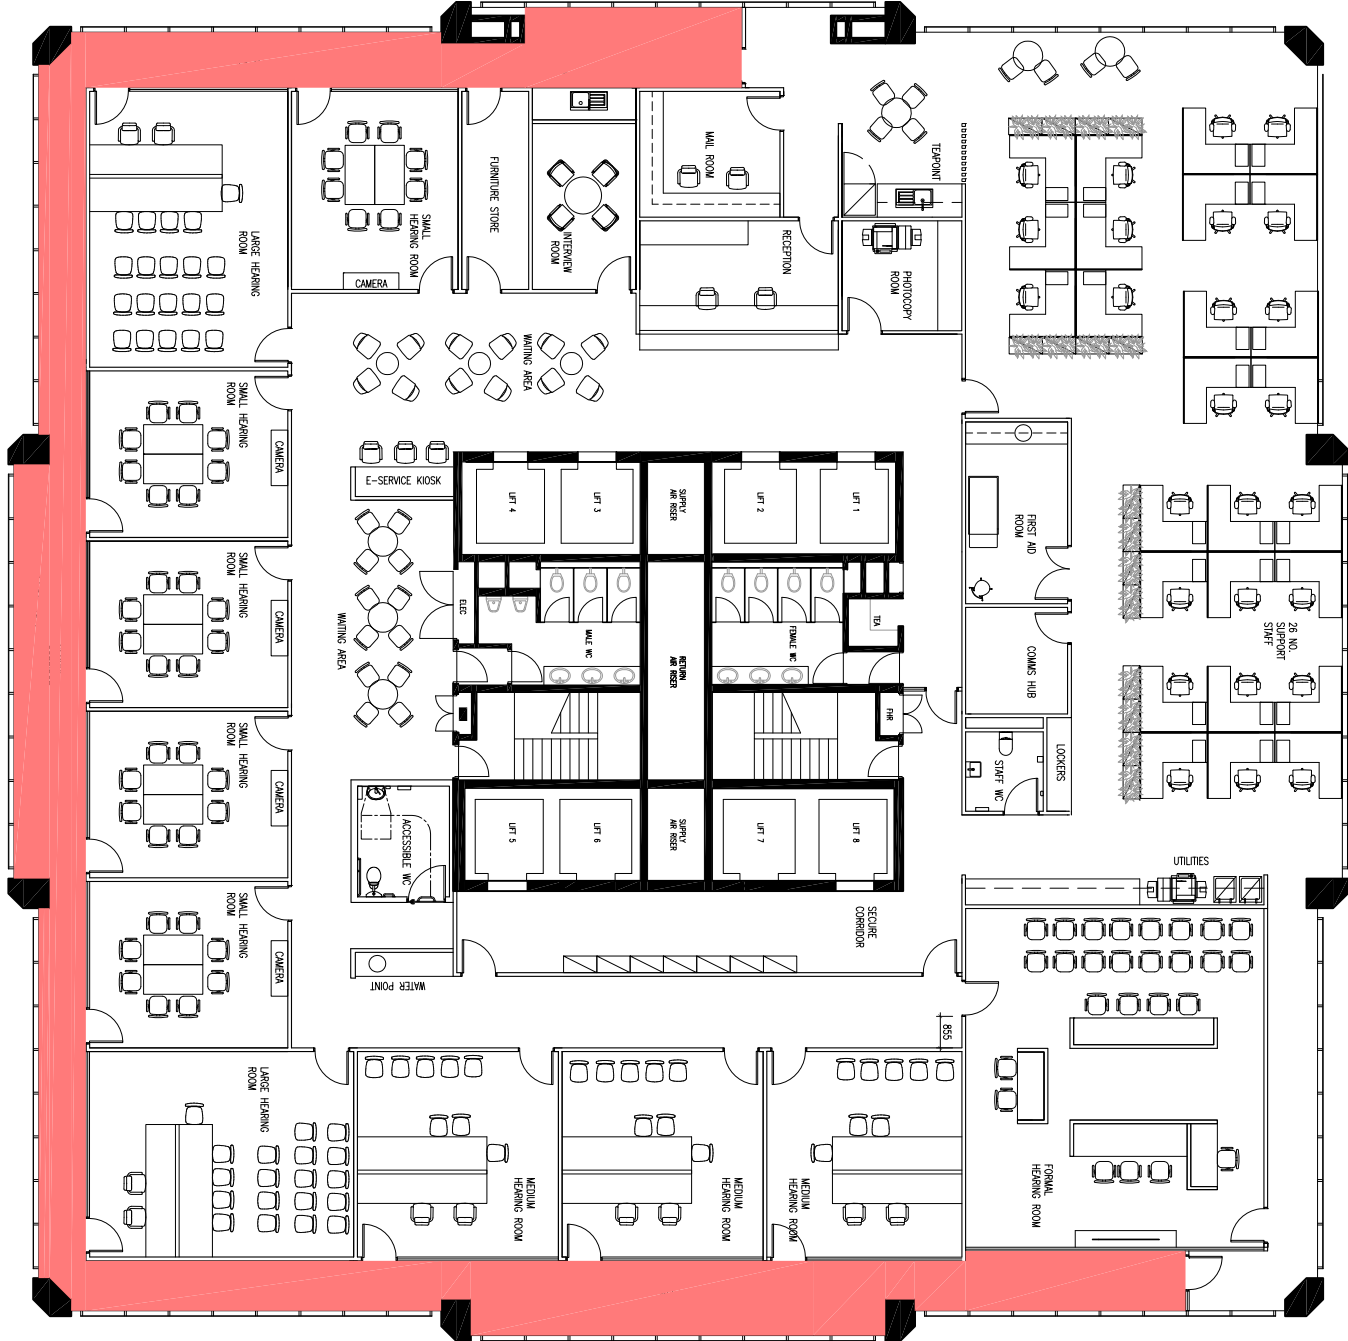 MAIL ROOM
TEAPOINT
FURNITURE STORE
SMALL
HEARING ROOM
LARGE HEARING
ROOM
INTERVIEW
ROOM
RECEPTION
PHOTOCOPY
ROOM
CAMERA
WAITING AREA
SMALL HEARING
ROOM
CAMERA
E-SERVICE KIOSK
LIFT 4
LIFT 3
SUPPLY
AIR RISER
LIFT 2
LIFT 1
FIRST AID
ROOM
SMALL HEARING
ROOM
CAMERA
WAITING AREA
ELEC
MALE WC
RETURN
AIR RISER
FEMALE WC
TEA
COMMS HUB
26 NO.
SUPPORT
STAFF
FHR
SMALL HEARING
ROOM
CAMERA
LOCKERS
STAFF WC
ACCESSIBLE WC
LIFT 5
LIFT 6
SUPPLY
AIR RISER
LIFT 7
LIFT 8
UTILITIES
SMALL HEARING
ROOM
CAMERA
SECURE
CORRIDOR
WATER POINT
855
LARGE HEARING
ROOM
MEDIUM
HEARING ROOM
MEDIUM
HEARING ROOM
MEDIUM
HEARING ROOM
FORMAL
HEARING ROOM